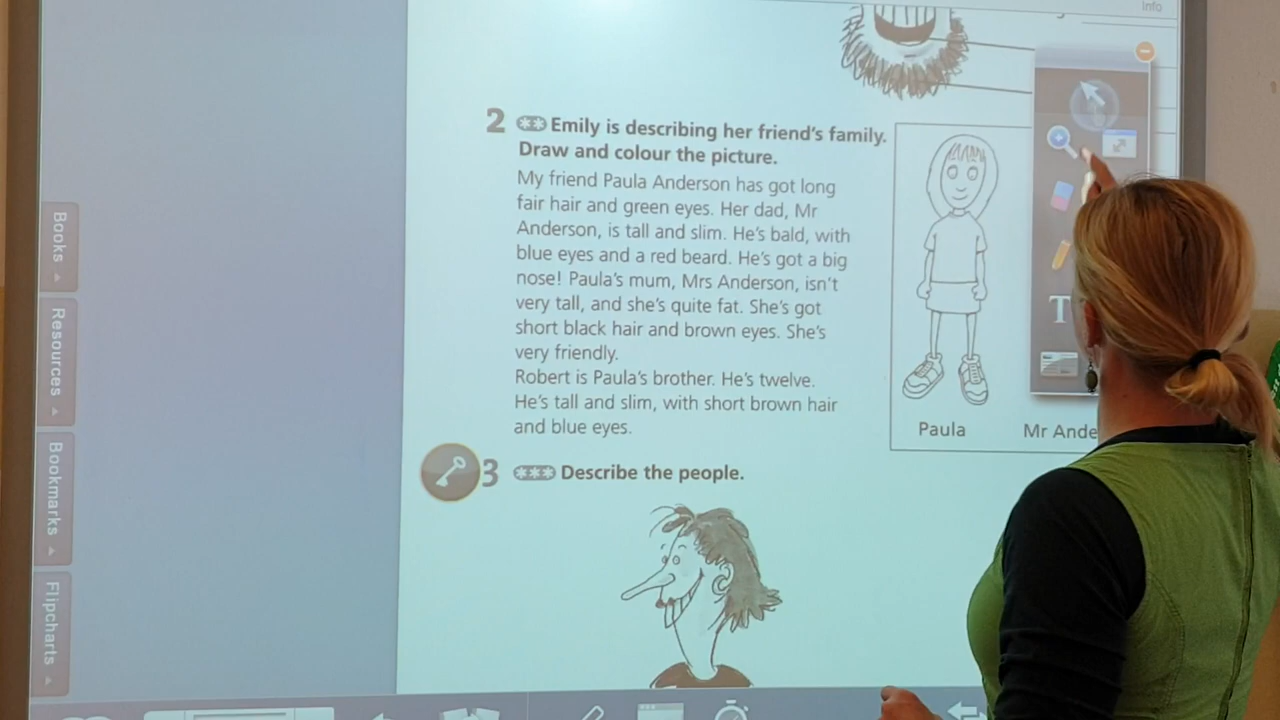 Info
2 Emily is describing her friend's family.
Draw and colour the picture.
My friend Paula Anderson has got long
fair hair and green eyes. Her dad, Mr
Anderson, is tall and slim. He's bald, with
blue eyes and a red beard. He's got a big
nose! Paula's mum, Mrs Anderson, isn't
very tall, and she's quite fat. She's got
short black hair and brown eyes. She's
very friendly.
Robert is Paula's brother. He's twelve.
He's tall and slim, with short brown hair
and blue eyes.
Paula
Mr Ande
3 Describe the people.
Books
Resources
Bookmarks
Flipcharts
T